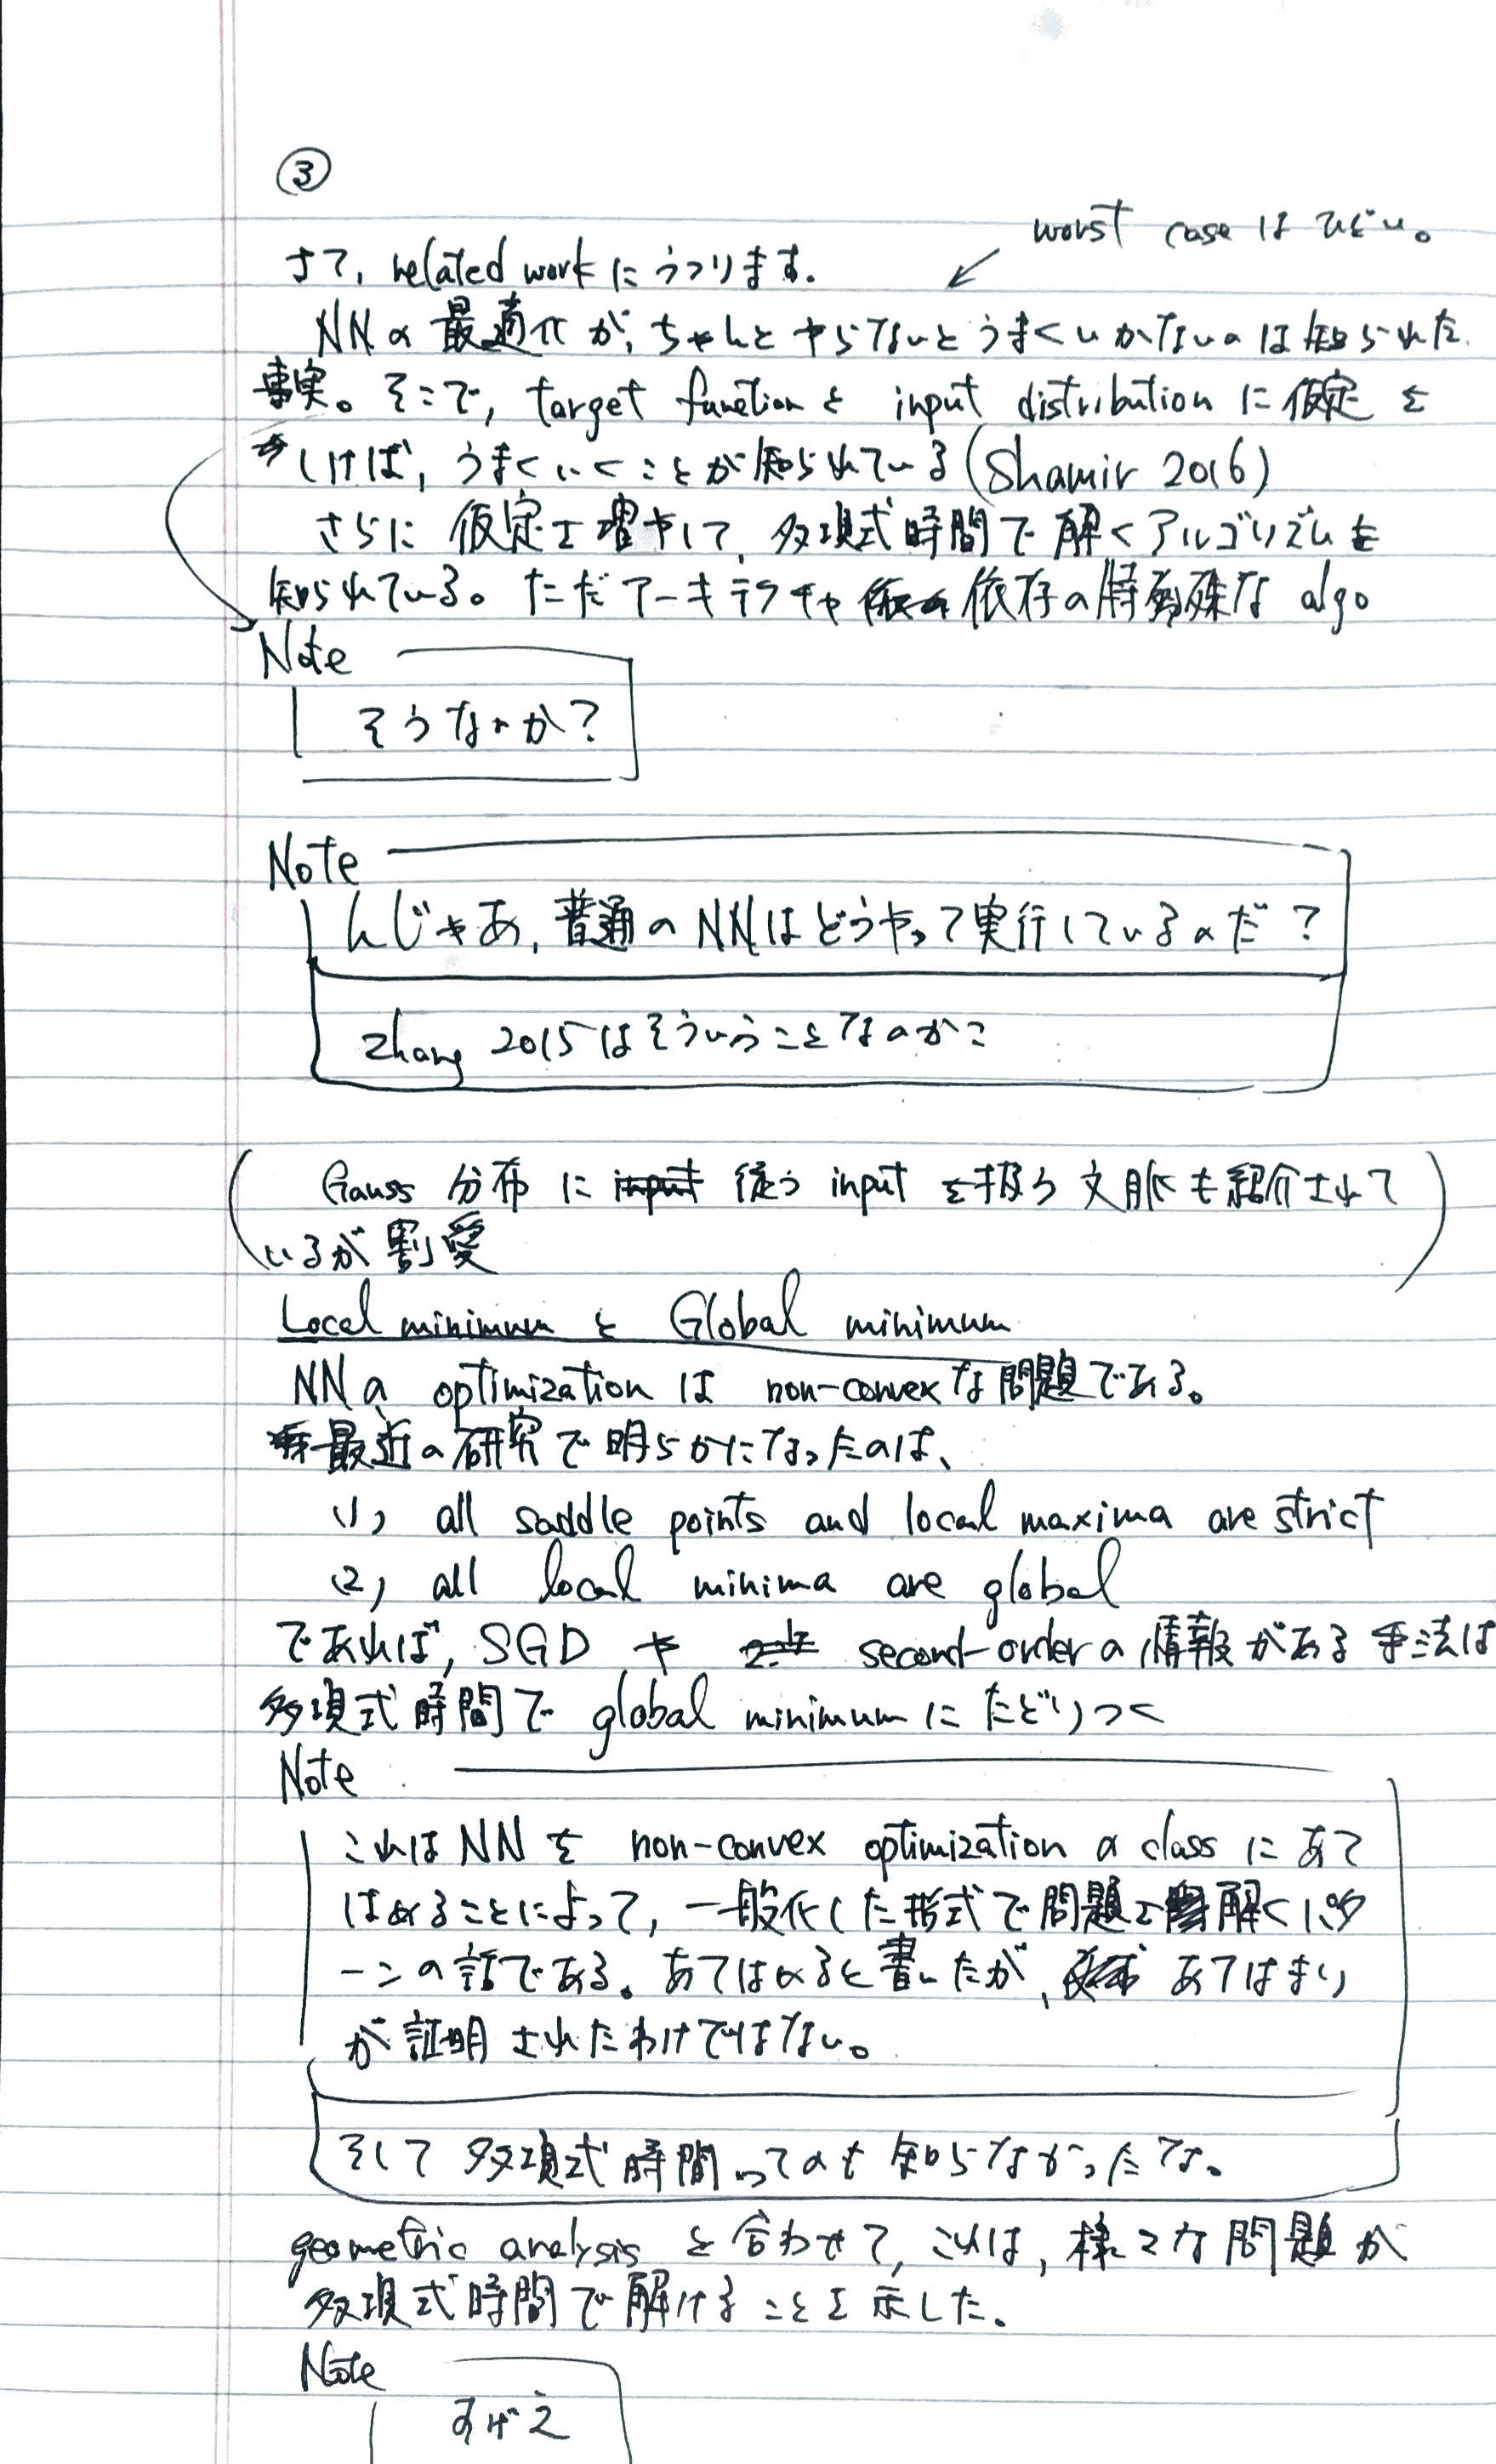 ③
worst case はひどい。
さて, related work にうつります.
NNの最適化が, ちゃんとやらないとうまくいかないのは知られた
事実。そこで, target function と input distribution に仮定を
しけば, うまくいくことが知られている (Shamir 2016)
さらに 仮定を増やして, 多項式時間で解くアルゴリズムも
知られている。ただアーキテクチャ依存の特殊な algo
Note
そうなのか?
Note
んじゃあ, 普通の NN はどうやって実行しているのだ?
zhang 2015 はそういうことなのかこ
Gauss 分布に 従う input を扱う 文脈も紹介されて
いるが割愛
Local minimum と Global minimum
NNの optimization は non-convex な問題である。
最近の研究で明らかになったのは、
(1) all saddle points and local maxima are strict
(2) all local minima are global
であれば, SGD や second-order の情報がある手法は
多項式時間で global minimum にたどりつく
Note
これは NN を non-convex optimization の class にあて
はめることによって, 一般化した形式で問題を解くパタ
ーンの話である。あてはめると書いたが, あてはまり
が証明されたわけではない。
そして 多項式時間ってのも知らなかったな。
geometric analysis と合わせて, これは, 様々な問題が
多項式時間で解けることを示した。
Note
すげえ